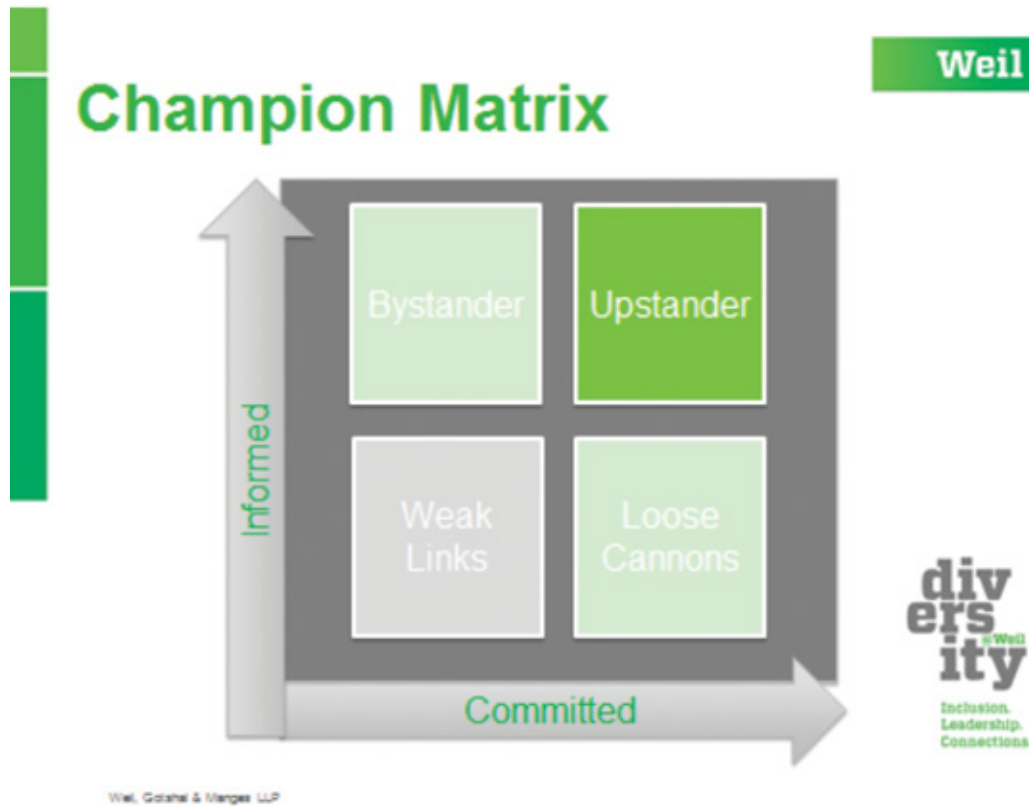 Weil
Champion Matrix
Bystander
Upstander
Informed
Weak
Links
Loose
Cannons
Committed
div
ers
@Weil
ity
Inclusion.
Leadership.
Connections
Weil, Gotshal & Manges LLP